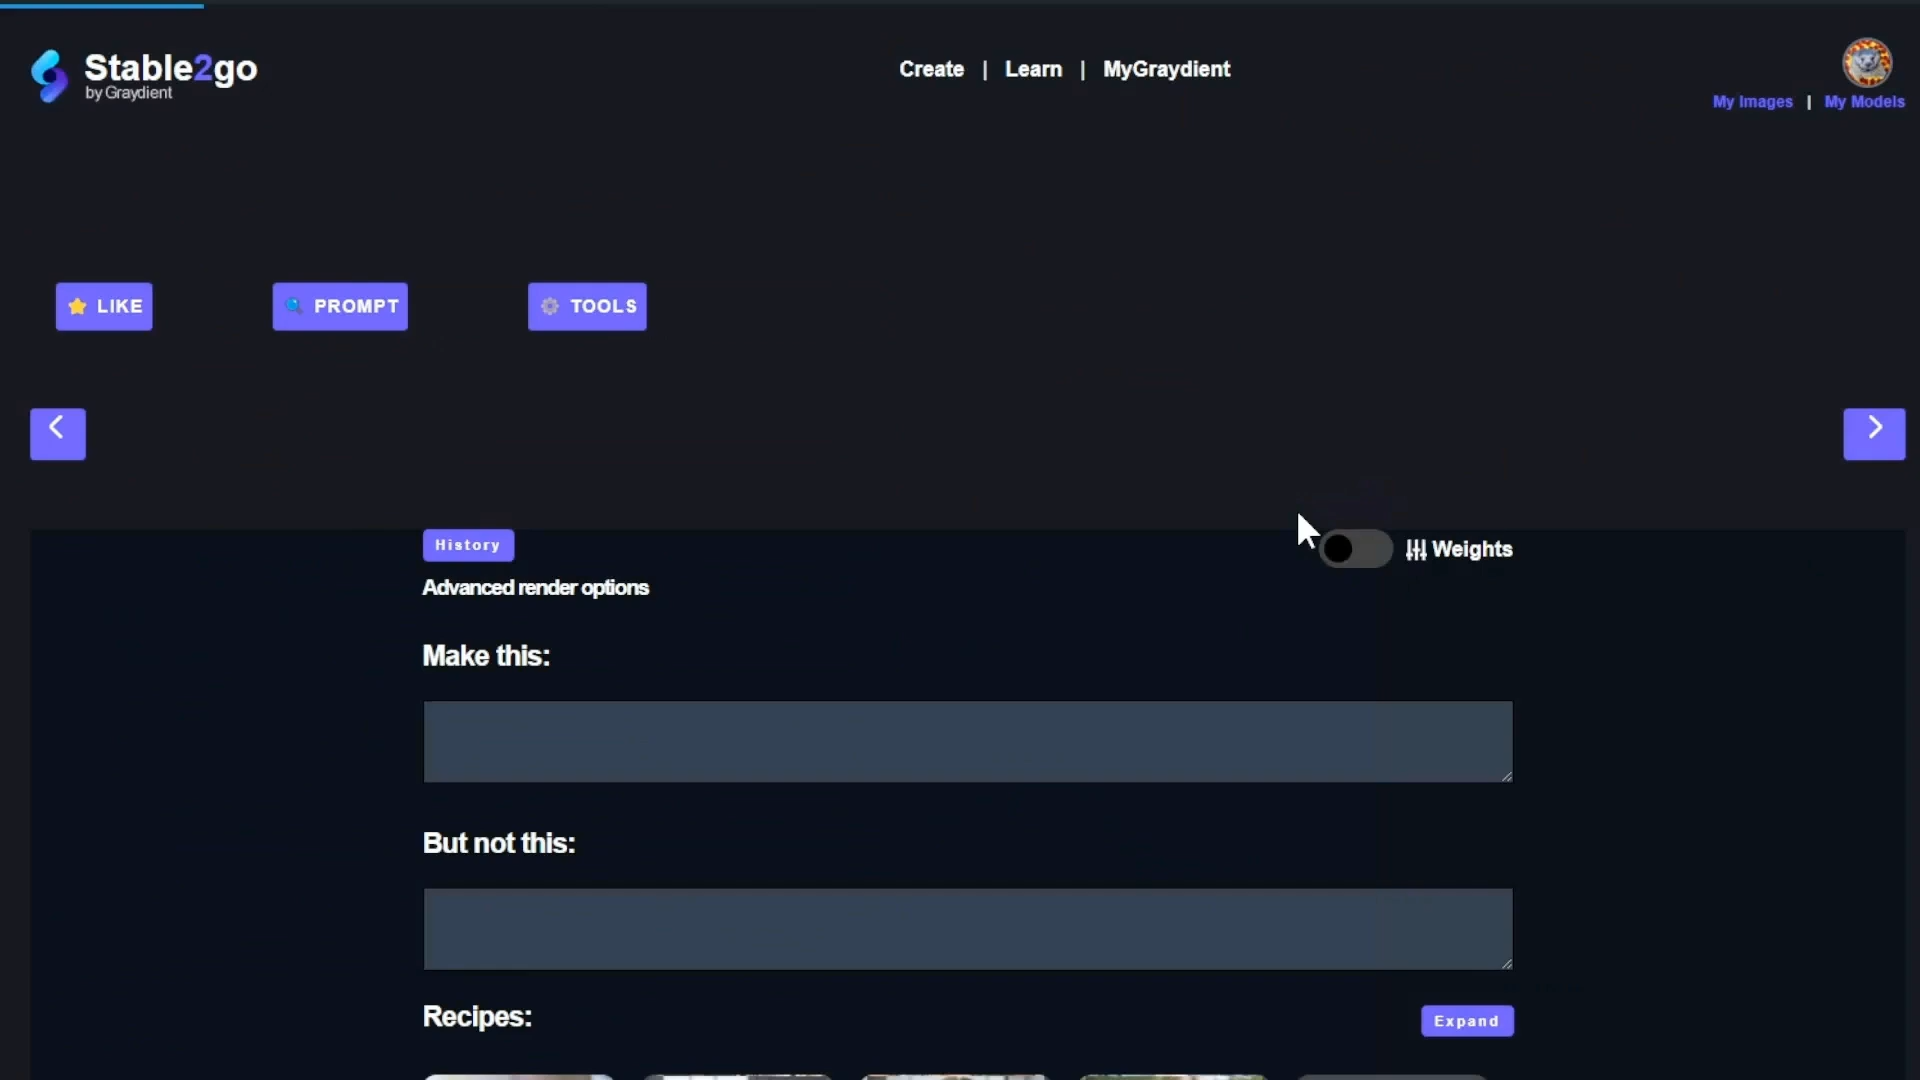 Stable2go
by Graydient
Create | Learn | MyGraydient
My Images | My Models
LIKE
PROMPT
TOOLS
History
Weights
Advanced render options
Make this:
But not this:
Recipes:
Expand